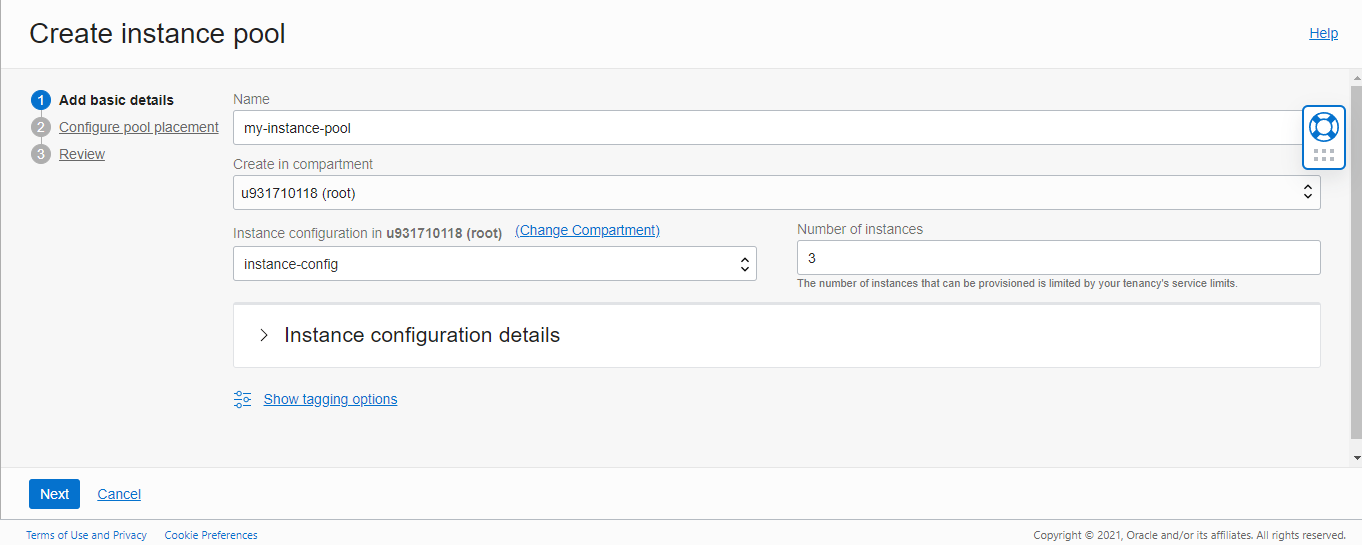 Create instance pool
Help
1 Add basic details
2 Configure pool placement
3 Review
Name
my-instance-pool
Create in compartment
u931710118 (root)
Instance configuration in u931710118 (root) (Change Compartment)
instance-config
Number of instances
3
The number of instances that can be provisioned is limited by your tenancy's service limits.
Instance configuration details
Show tagging options
Next Cancel
Terms of Use and Privacy Cookie Preferences
Copyright © 2021, Oracle and/or its affiliates. All rights reserved.